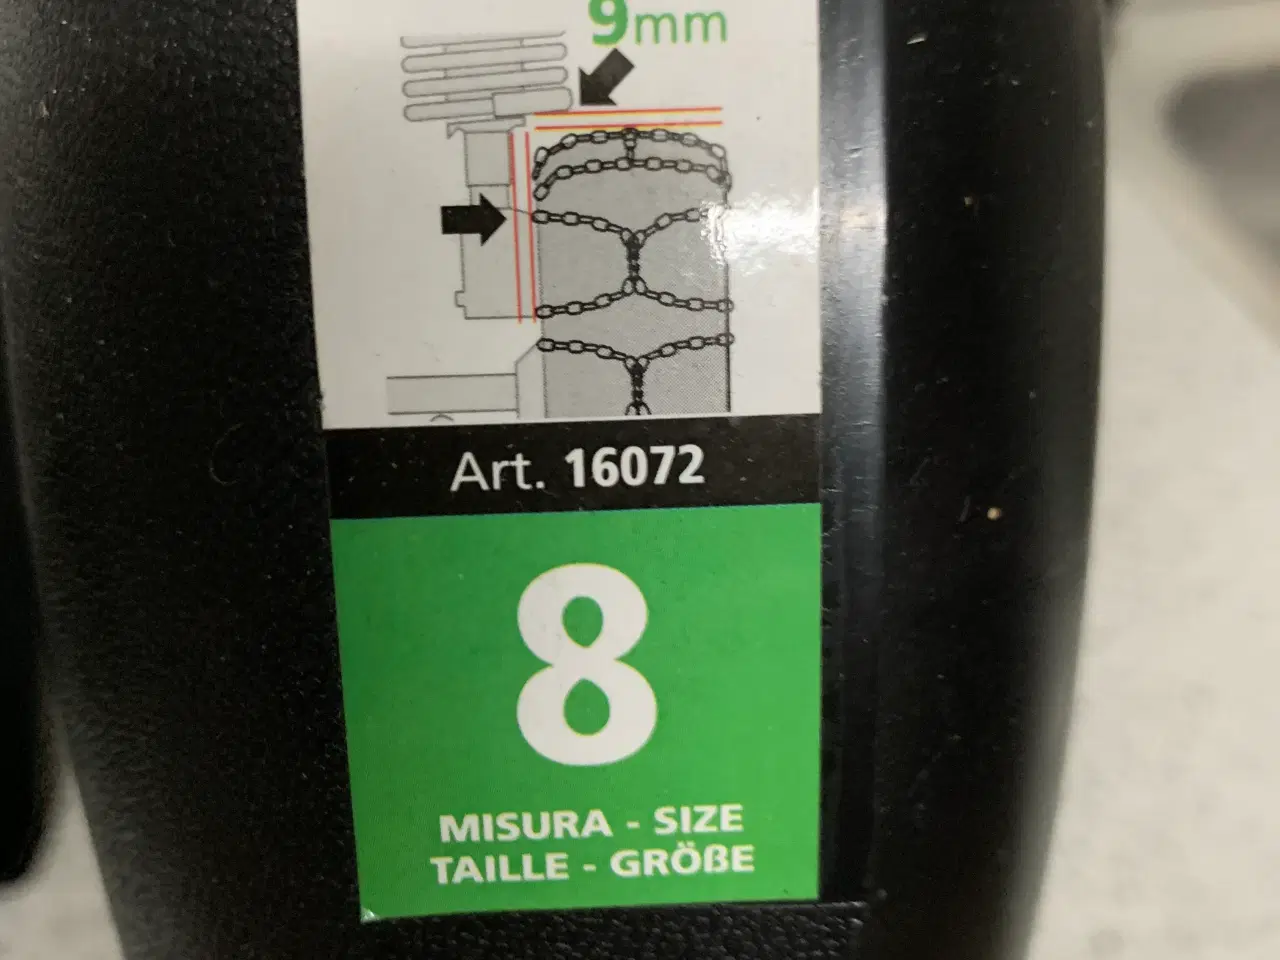 9mm
Art. 16072
8
MISURA - SIZE
TAILLE - GRÖßE